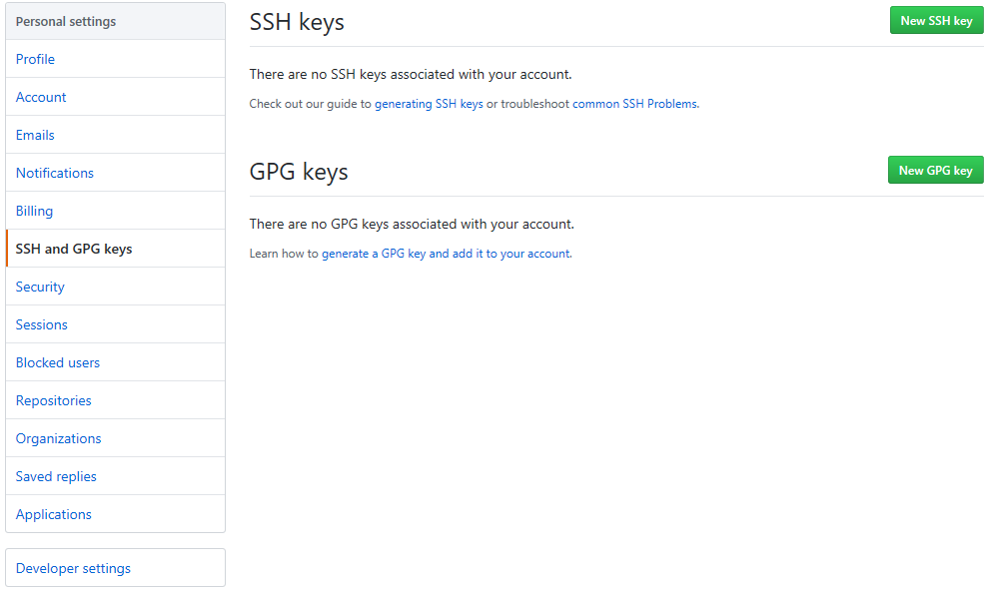 Personal settings
Profile
Account
Emails
Notifications
Billing
SSH and GPG keys
Security
Sessions
Blocked users
Repositories
Organizations
Saved replies
Applications
Developer settings
SSH keys
New SSH key
There are no SSH keys associated with your account.
Check out our guide to generating SSH keys or troubleshoot common SSH Problems.
GPG keys
New GPG key
There are no GPG keys associated with your account.
Learn how to generate a GPG key and add it to your account.